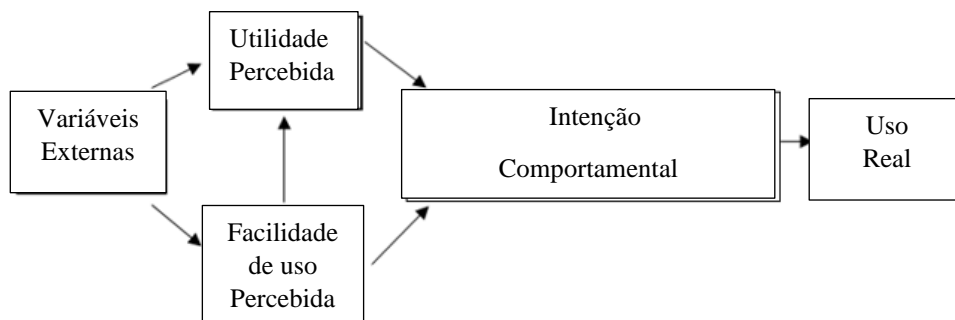 Utilidade
Percebida
Variáveis
Externas
Intenção
Comportamental
Uso
Real
Facilidade
de uso
Percebida